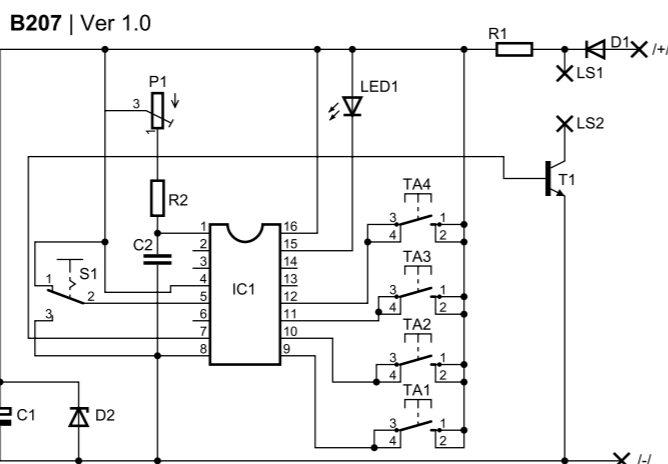 B207 | Ver 1.0
R1
D1
/+/
LS1
P1
3
1
LED1
LS2
T1
R2
TA4
3
1
4
2
1
16
2
15
3
14
4
13
5
12
6
11
7
10
8
9
IC1
C2
S1
1
2
3
TA3
3
1
4
2
TA2
3
1
4
2
TA1
3
1
4
2
C1
D2
/-/